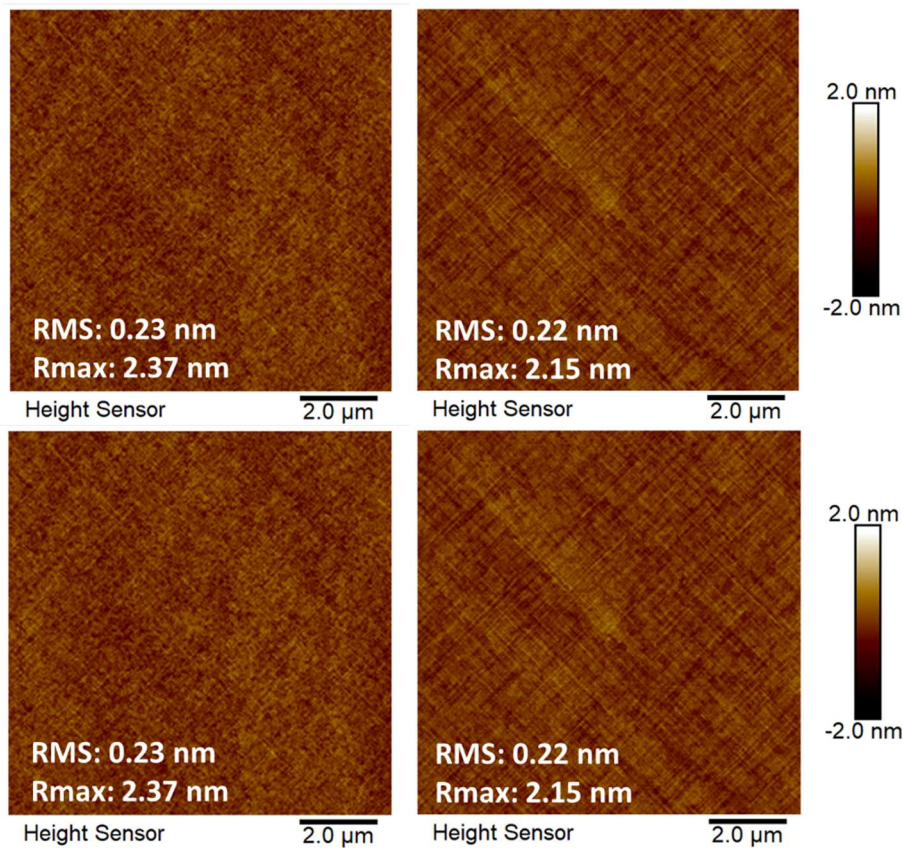 2.0 nm
-2.0 nm
RMS: 0.23 nm
Rmax: 2.37 nm
RMS: 0.22 nm
Rmax: 2.15 nm
Height Sensor
2.0 µm
Height Sensor
2.0 µm
2.0 nm
-2.0 nm
RMS: 0.23 nm
Rmax: 2.37 nm
RMS: 0.22 nm
Rmax: 2.15 nm
Height Sensor
2.0 µm
Height Sensor
2.0 µm